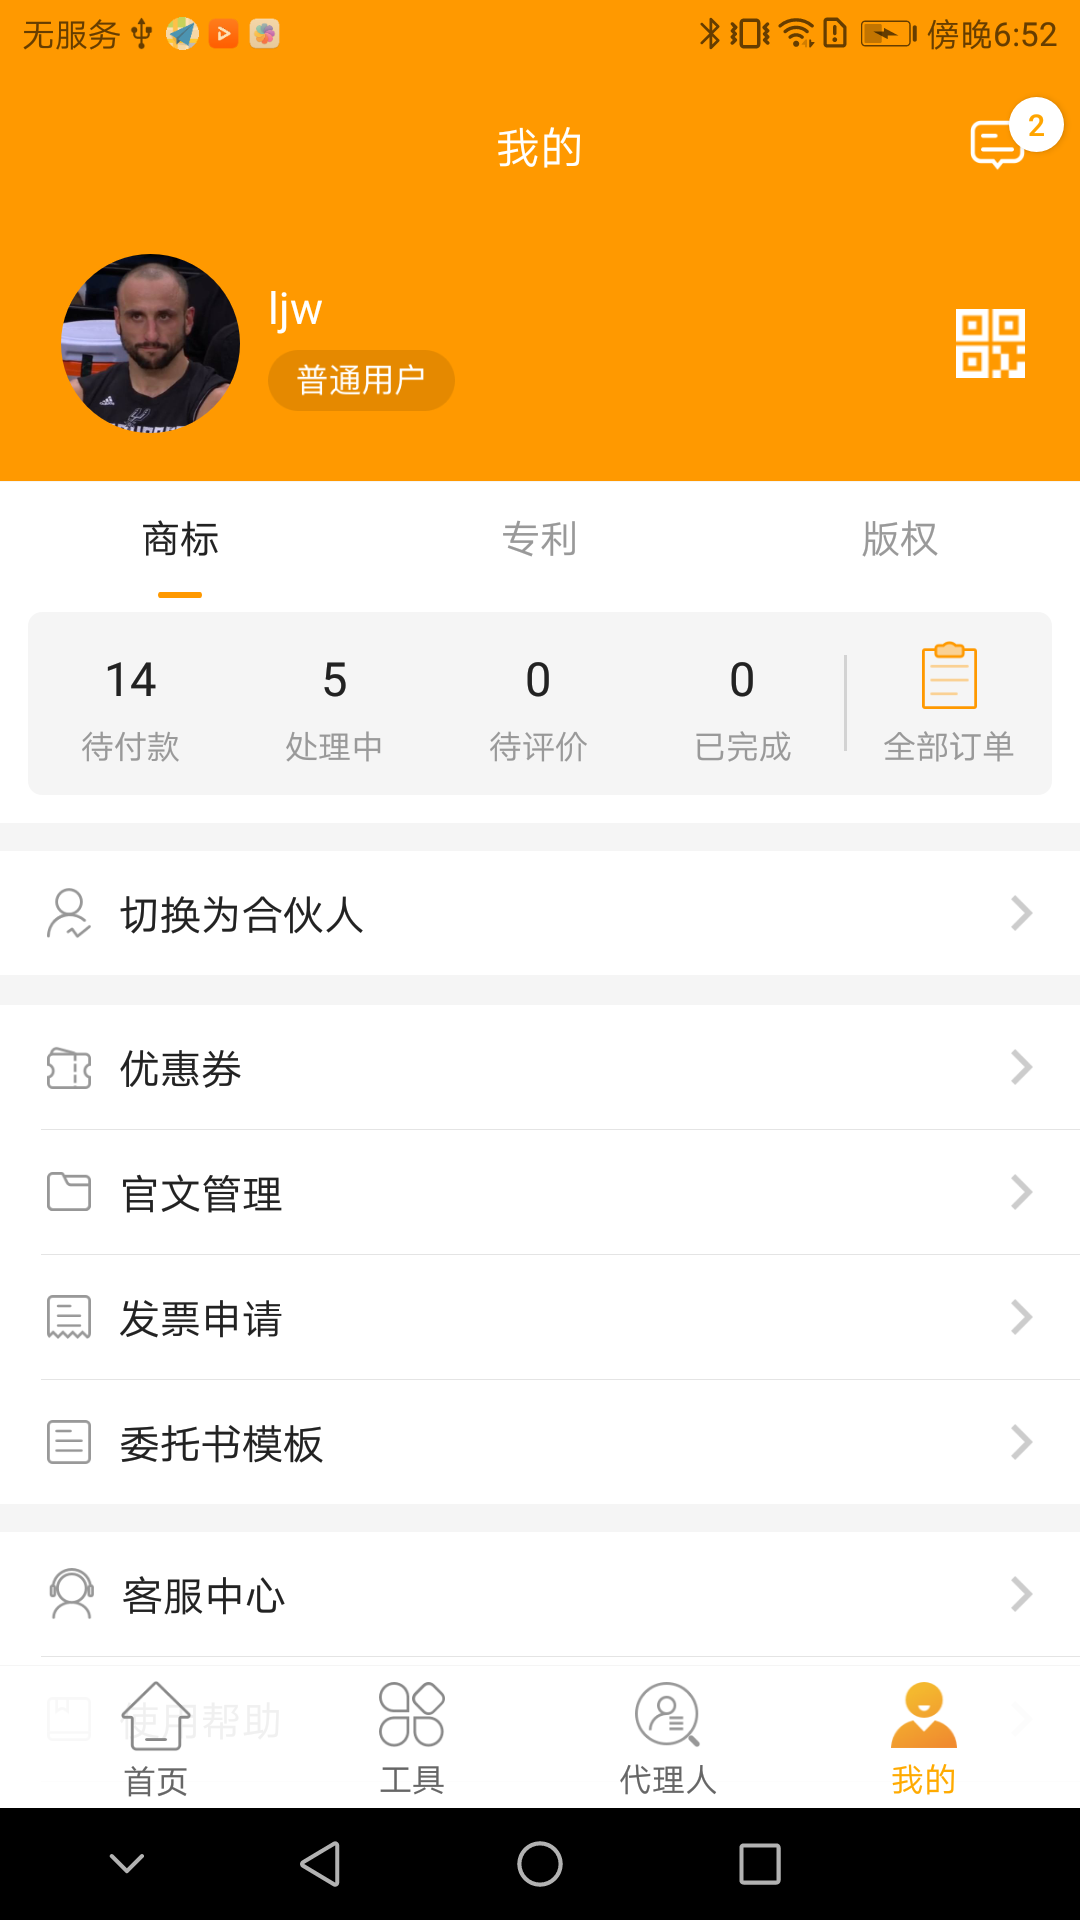 无服务 傍晚6:52
我的 2
ljw
普通用户
商标 专利 版权
14 5 0 0
待付款 处理中 待评价 已完成 全部订单
切换为合伙人
优惠券
官文管理
发票申请
委托书模板
客服中心
使用帮助
首页 工具 代理人 我的